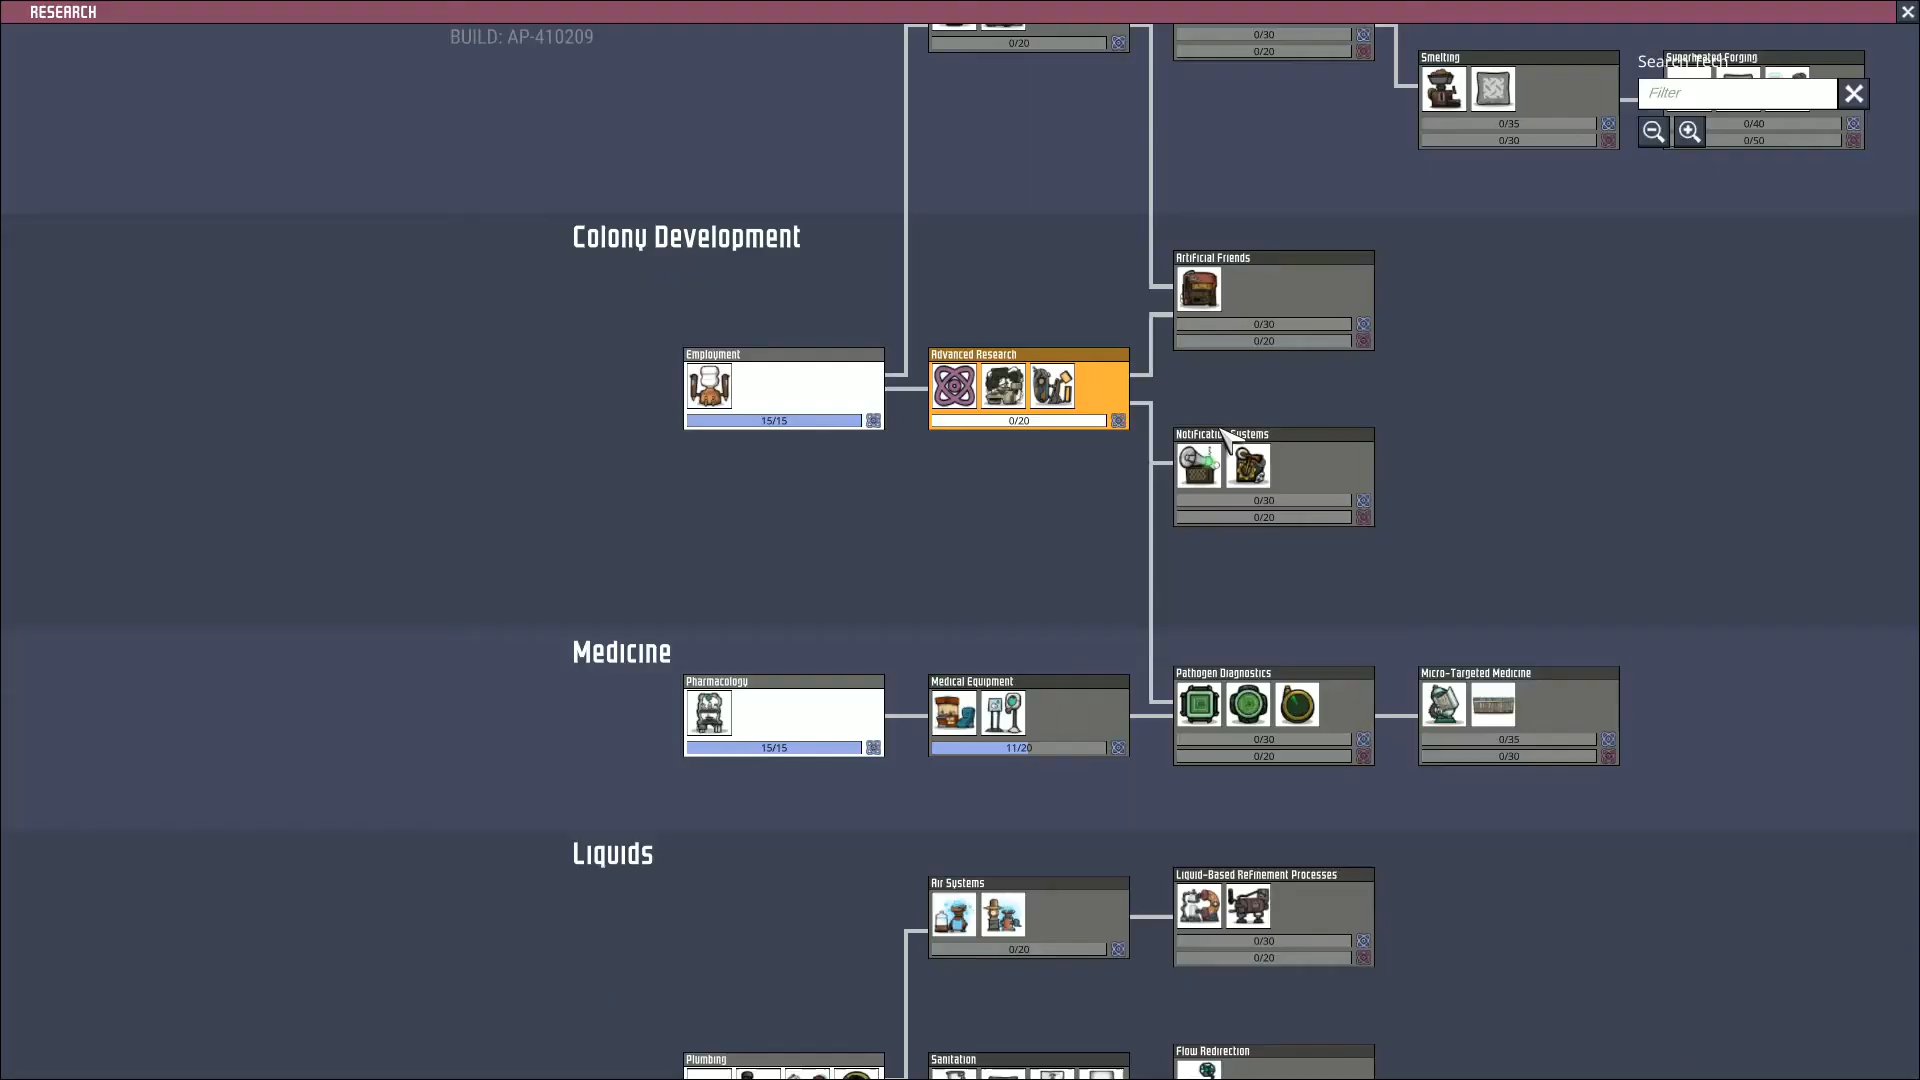 RESEARCH
BUILD: AP-410209
0/20
0/30
0/20
Smelting
0/35
0/30
Superheated Forging
0/40
0/50
Search Tech
Filter
Colony Development
Artificial Friends
0/30
0/20
Employment
15/15
Advanced Research
0/20
Notification Systems
0/30
0/20
Medicine
Pharmacology
15/15
Medical Equipment
11/20
Pathogen Diagnostics
0/30
0/20
Micro-Targeted Medicine
0/35
0/30
Liquids
Air Systems
0/20
Liquid-Based Refinement Processes
0/30
0/20
Plumbing
Sanitation
Flow Redirection